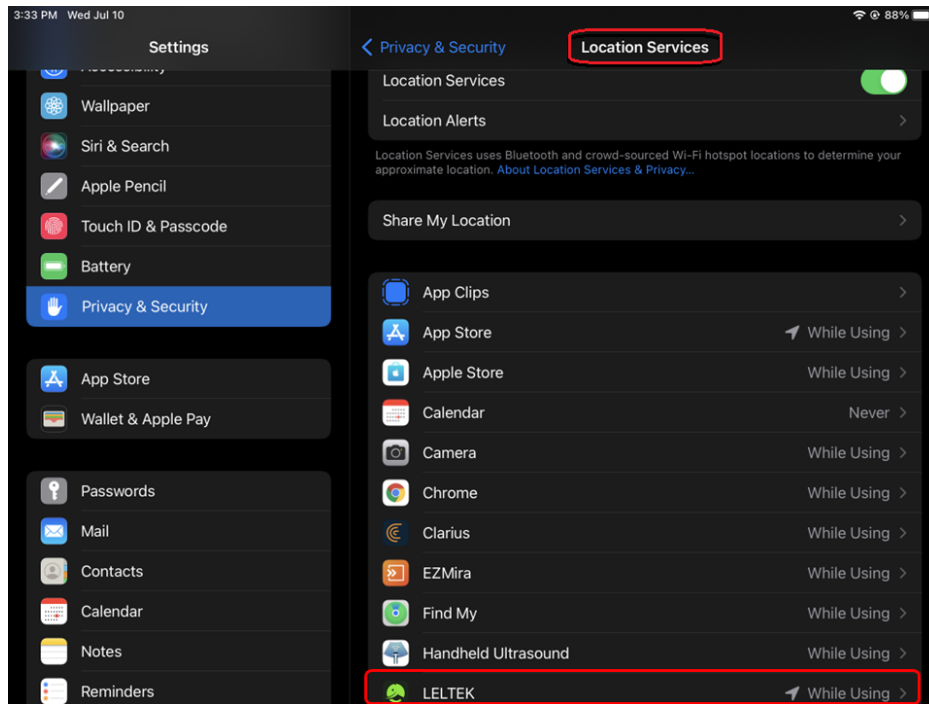 3:33 PM Wed Jul 10
88%
Settings
Accessibility
Wallpaper
Siri & Search
Apple Pencil
Touch ID & Passcode
Battery
Privacy & Security
App Store
Wallet & Apple Pay
Passwords
Mail
Contacts
Calendar
Notes
Reminders
Privacy & Security
Location Services
Location Services
Location Alerts
Location Services uses Bluetooth and crowd-sourced Wi-Fi hotspot locations to determine your
approximate location. About Location Services & Privacy...
Share My Location
App Clips
App Store While Using
Apple Store While Using
Calendar Never
Camera While Using
Chrome While Using
Clarius While Using
EZMira While Using
Find My While Using
Handheld Ultrasound While Using
LELTEK While Using